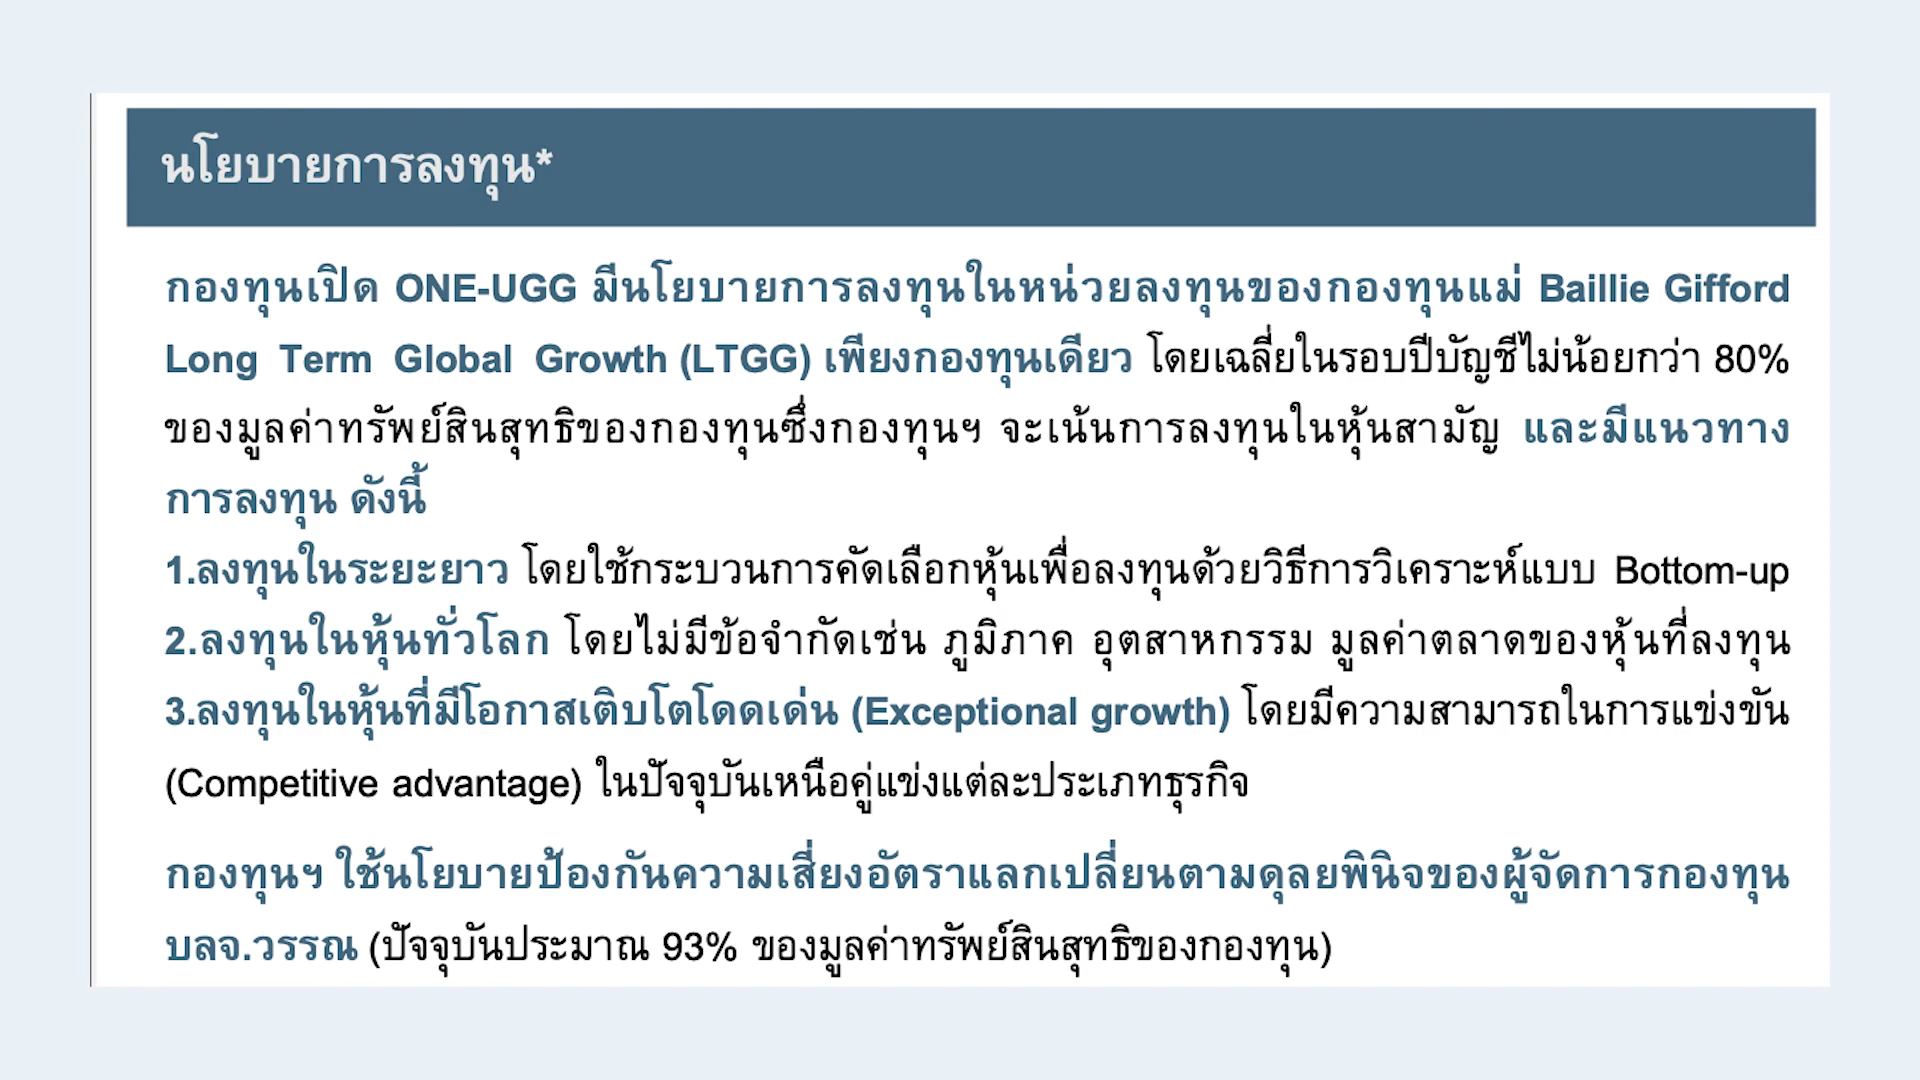 นโยบายการลงทุน*
กองทุนเปิด ONE-UGG มีนโยบายการลงทุนในหน่วยลงทุนของกองทุนแม่ Baillie Gifford
Long Term Global Growth (LTGG) เพียงกองทุนเดียว โดยเฉลี่ยในรอบปีบัญชีไม่น้อยกว่า 80%
ของมูลค่าทรัพย์สินสุทธิของกองทุนซึ่งกองทุนฯ จะเน้นการลงทุนในหุ้นสามัญ และมีแนวทาง
การลงทุน ดังนี้
1.ลงทุนในระยะยาว โดยใช้กระบวนการคัดเลือกหุ้นเพื่อลงทุนด้วยวิธีการวิเคราะห์แบบ Bottom-up
2.ลงทุนในหุ้นทั่วโลก โดยไม่มีข้อจำกัดเช่น ภูมิภาค อุตสาหกรรม มูลค่าตลาดของหุ้นที่ลงทุน
3.ลงทุนในหุ้นที่มีโอกาสเติบโตโดดเด่น (Exceptional growth) โดยมีความสามารถในการแข่งขัน
(Competitive advantage) ในปัจจุบันเหนือคู่แข่งแต่ละประเภทธุรกิจ
กองทุนฯ ใช้นโยบายป้องกันความเสี่ยงอัตราแลกเปลี่ยนตามดุลยพินิจของผู้จัดการกองทุน
บลจ.วรรณ (ปัจจุบันประมาณ 93% ของมูลค่าทรัพย์สินสุทธิของกองทุน)